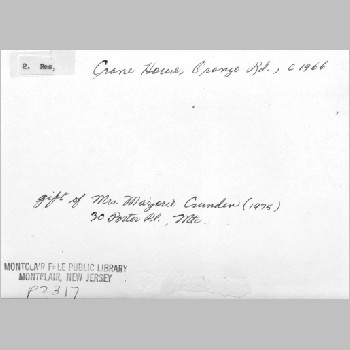 2. Res,
Crane House, Orange Rd., c 1966
gift of Mrs. Marjorie Crunden (1975)
30 Porter Pl., Mtc.
MONTCLAIR FREE PUBLIC LIBRARY
MONTCLAIR, NEW JERSEY
P2317